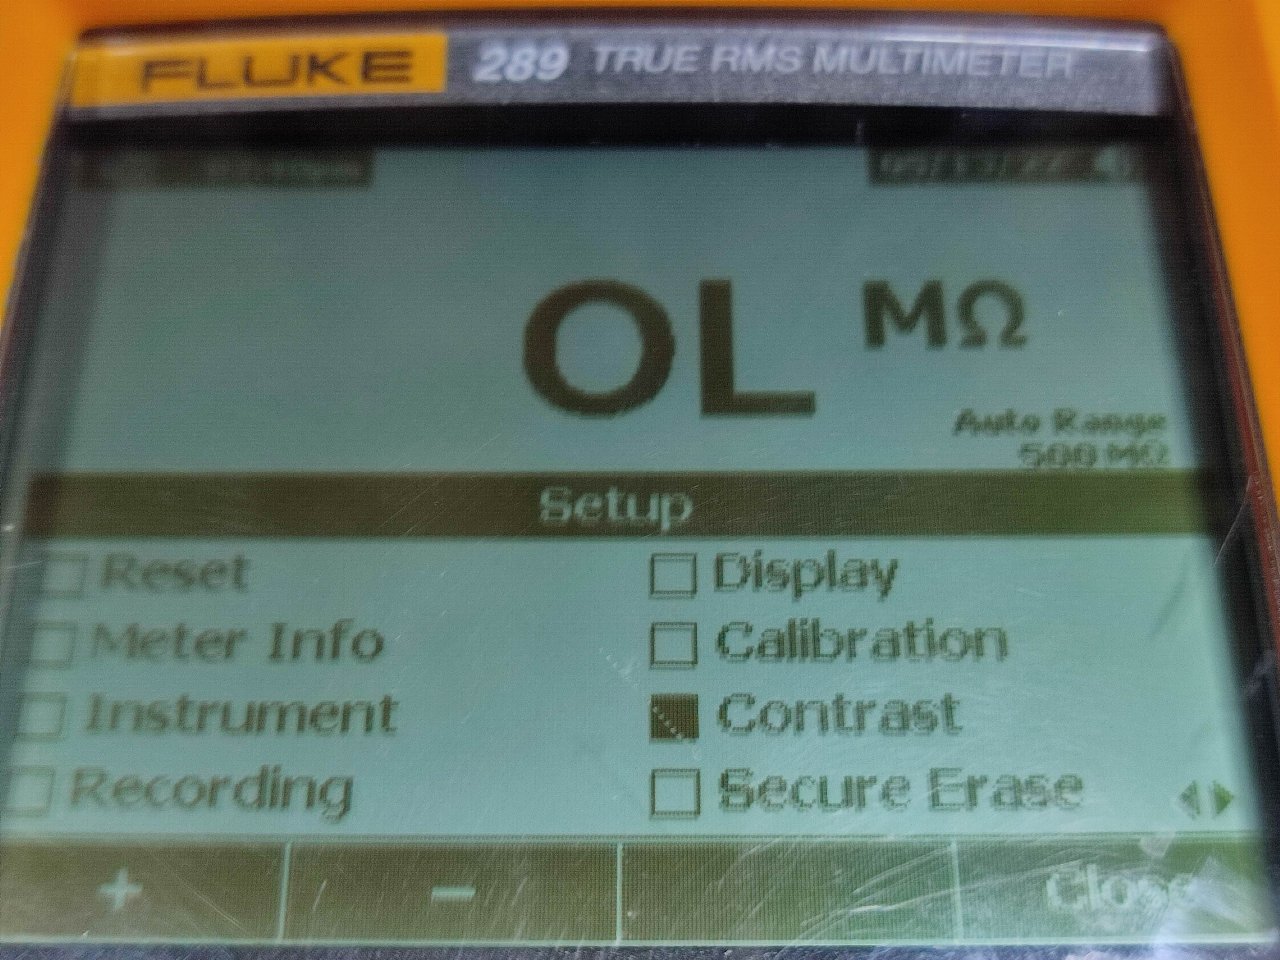 FLUKE 289 TRUE RMS MULTIMETER
OL MΩ
Auto Range
500 MΩ
Setup
Reset Display
Meter Info Calibration
Instrument Contrast
Recording Secure Erase
+ - Close